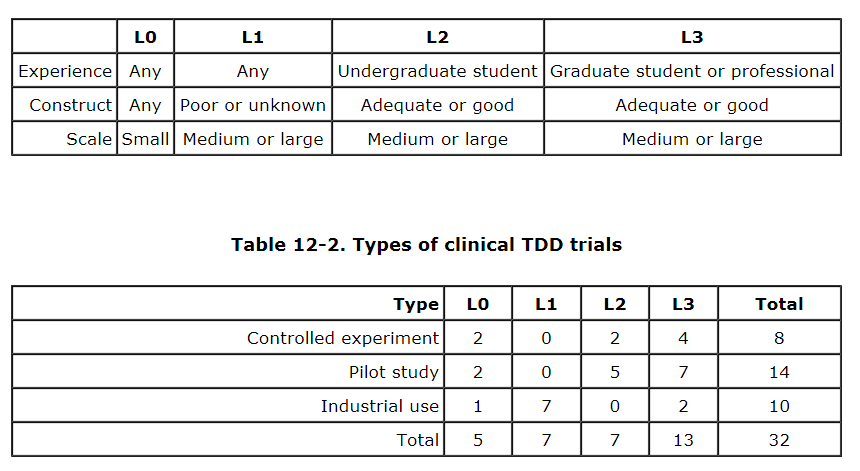 L0 L1 L2 L3
Experience Any Any Undergraduate student Graduate student or professional
Construct Any Poor or unknown Adequate or good Adequate or good
Scale Small Medium or large Medium or large Medium or large
Table 12-2. Types of clinical TDD trials
Type L0 L1 L2 L3 Total
Controlled experiment 2 0 2 4 8
Pilot study 2 0 5 7 14
Industrial use 1 7 0 2 10
Total 5 7 7 13 32